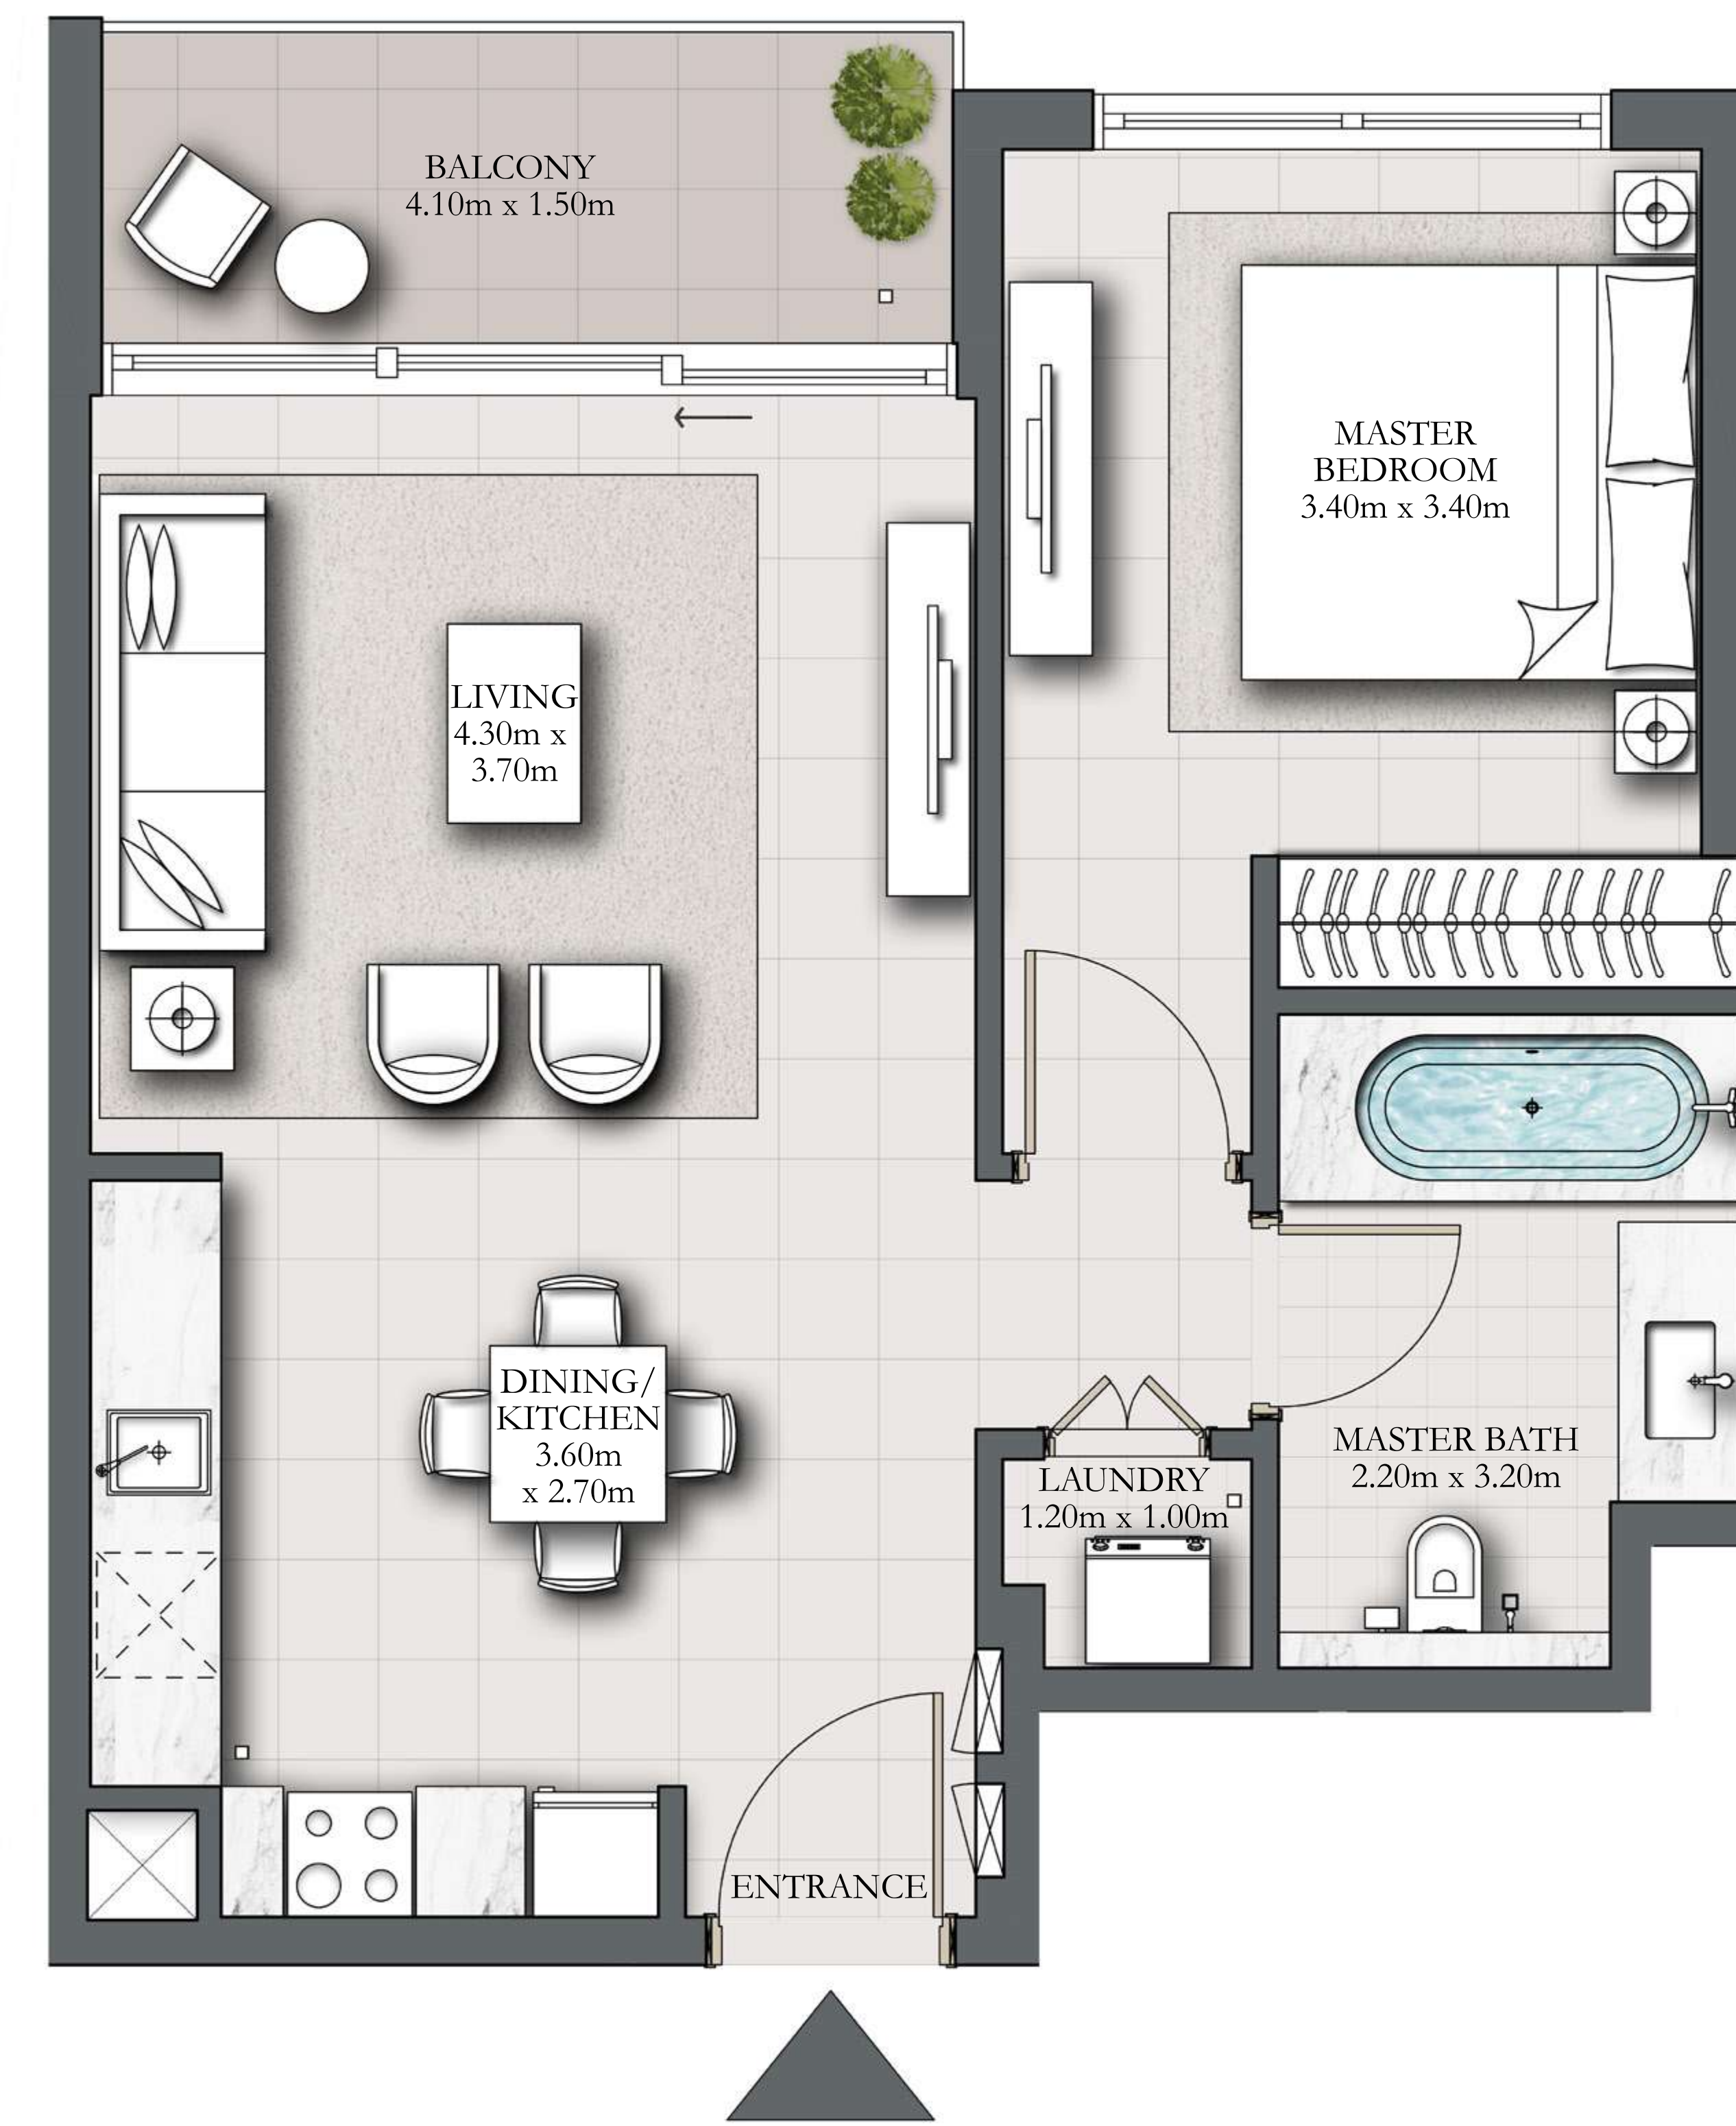 BALCONY
4.10m x 1.50m
MASTER
BEDROOM
3.40m x 3.40m
LIVING
4.30m x
3.70m
DINING/
KITCHEN
3.60m
x 2.70m
MASTER BATH
2.20m x 3.20m
LAUNDRY
1.20m x 1.00m
ENTRANCE